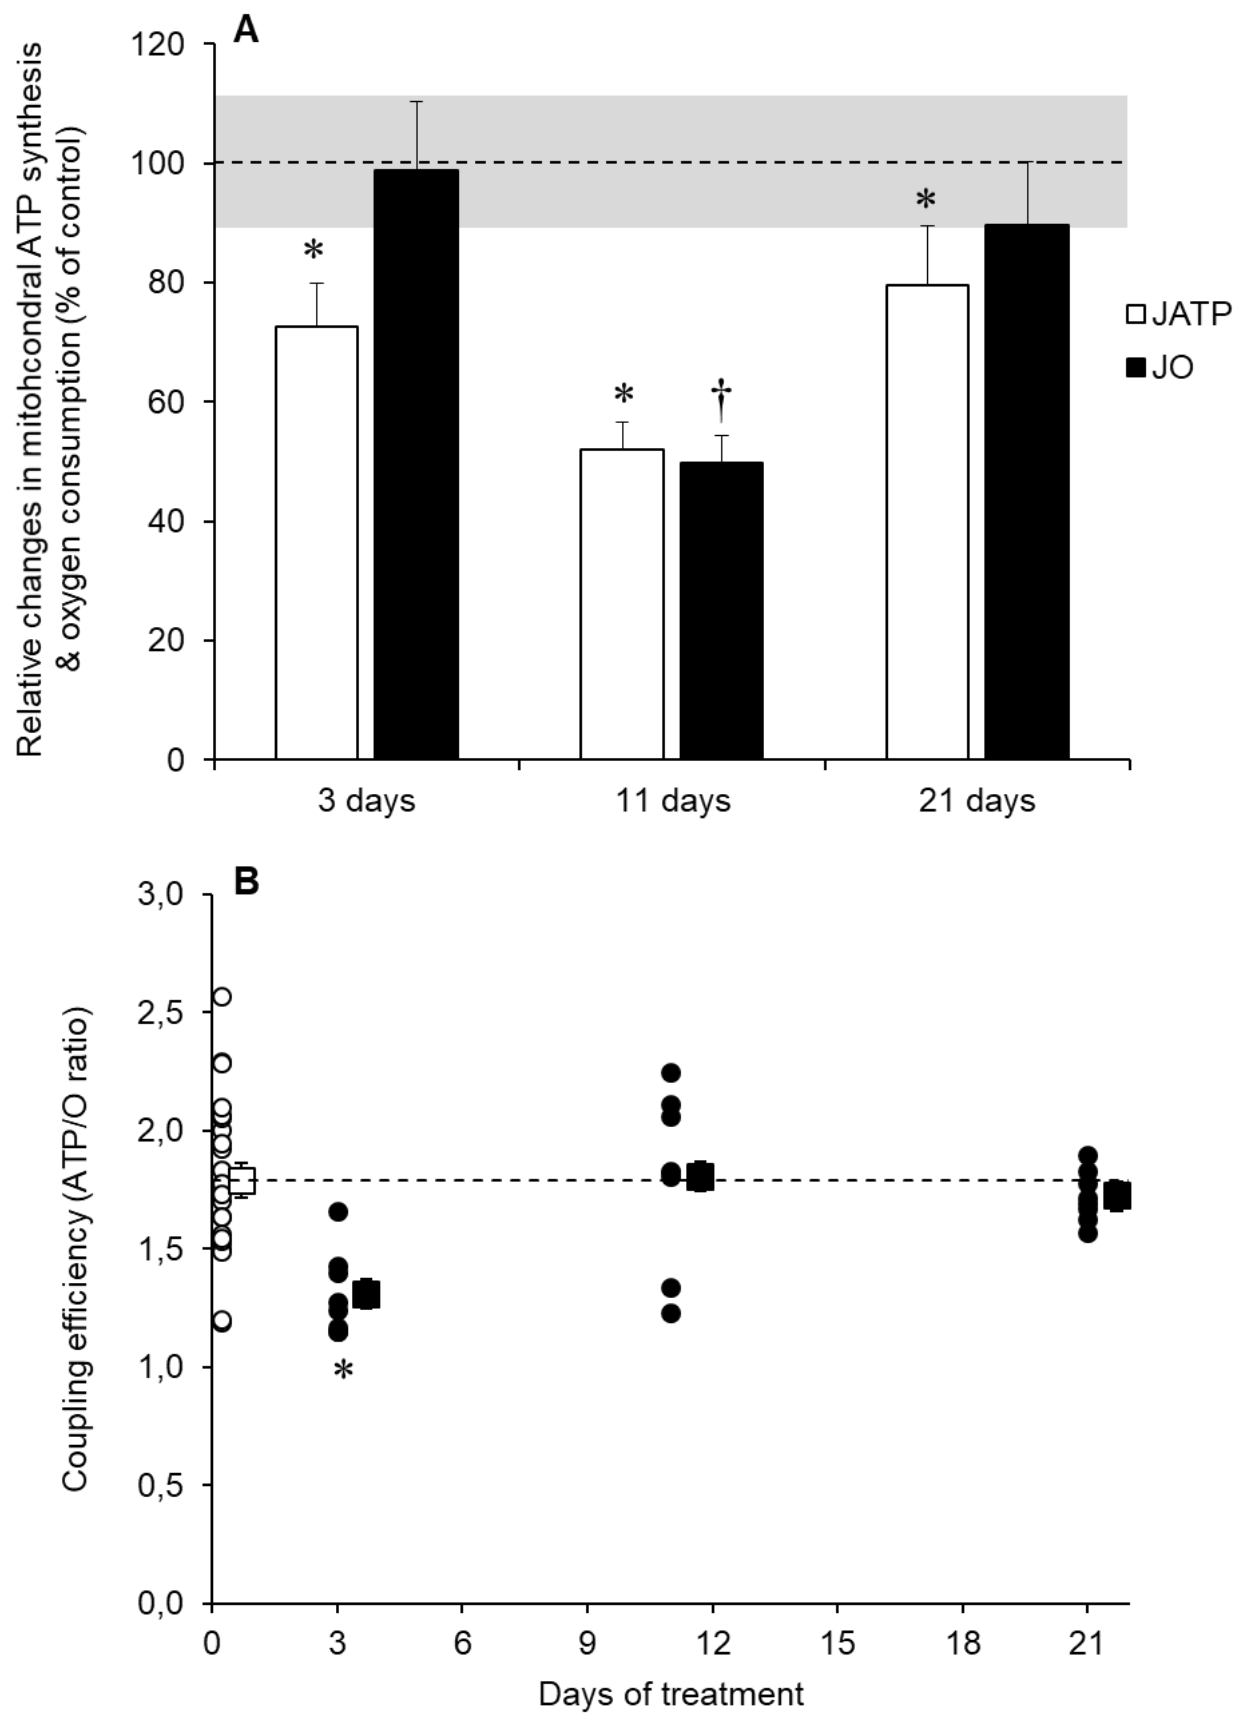 A
Relative changes in mitohcondral ATP synthesis
& oxygen consumption (% of control)
120
100
80
60
40
20
0
*
*
†
*
JATP
JO
3 days 11 days 21 days
B
Coupling efficiency (ATP/O ratio)
3,0
2,5
2,0
1,5
1,0
0,5
0,0
*
0 3 6 9 12 15 18 21
Days of treatment